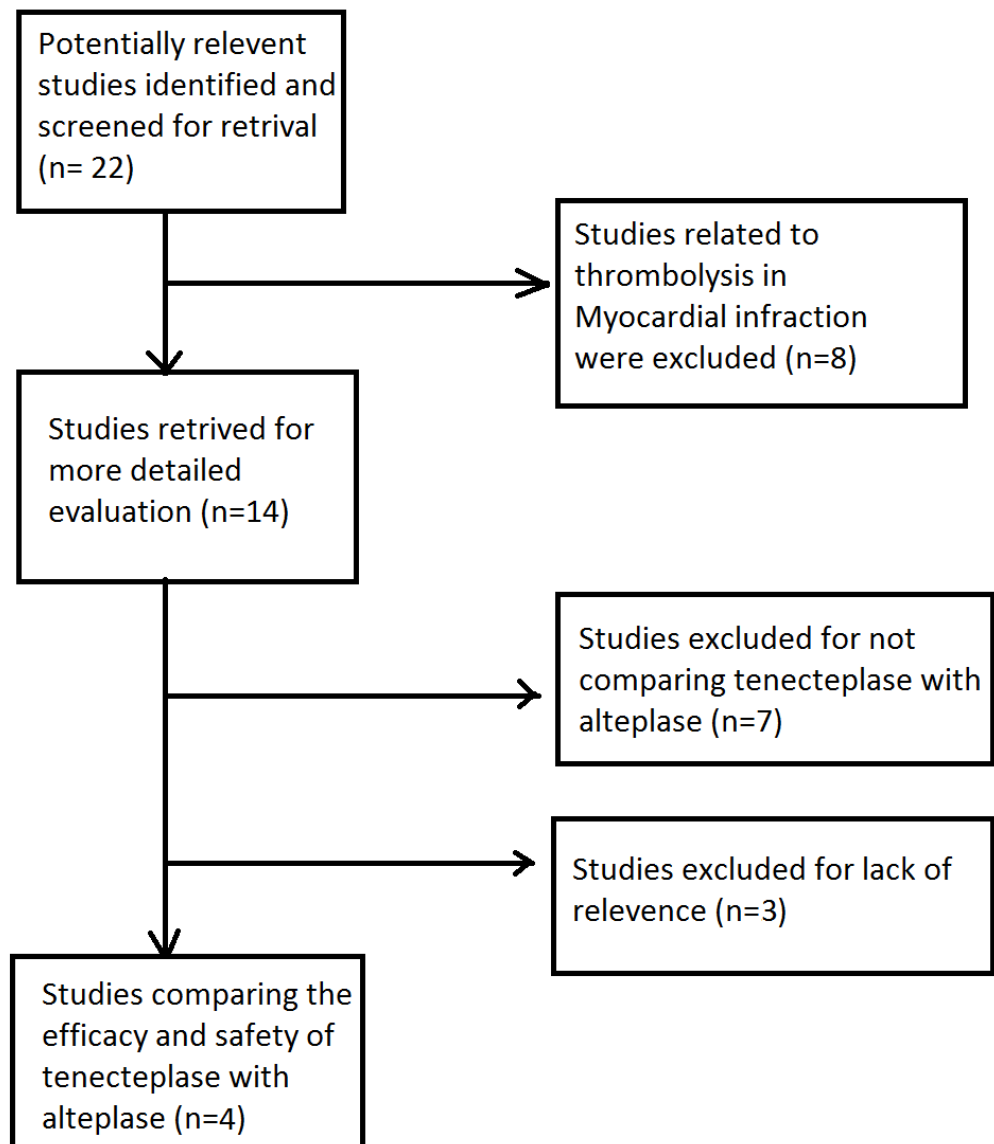 Potentially relevent
studies identified and
screened for retrival
(n= 22)
Studies related to
thrombolysis in
Myocardial infraction
were excluded (n=8)
Studies retrived for
more detailed
evaluation (n=14)
Studies excluded for not
comparing tenecteplase with
alteplase (n=7)
Studies excluded for lack of
relevence (n=3)
Studies comparing the
efficacy and safety of
tenecteplase with
alteplase (n=4)